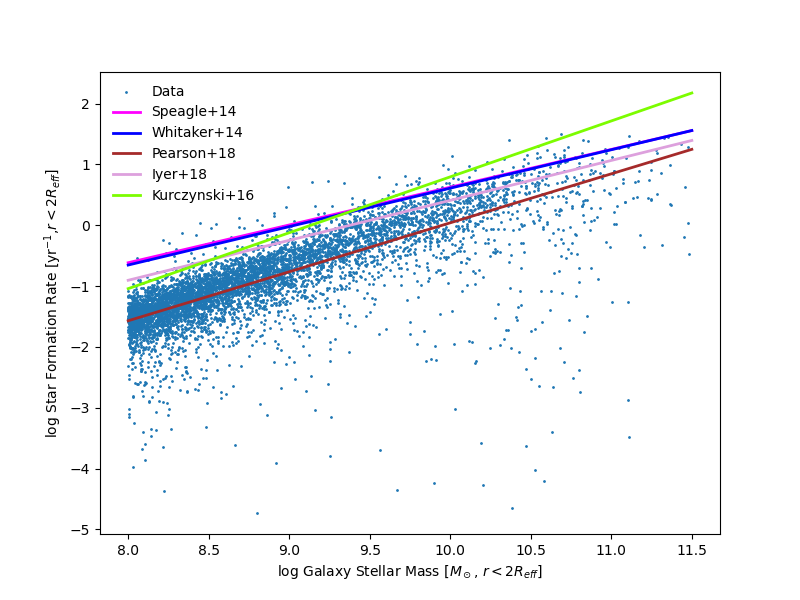 Data
Speagle+14
Whitaker+14
Pearson+18
Iyer+18
Kurczynski+16
log Star Formation Rate [yr⁻¹, r < 2R_eff]
2
1
0
−1
−2
−3
−4
−5
8.0 8.5 9.0 9.5 10.0 10.5 11.0 11.5
log Galaxy Stellar Mass [M_⊙, r < 2R_eff]